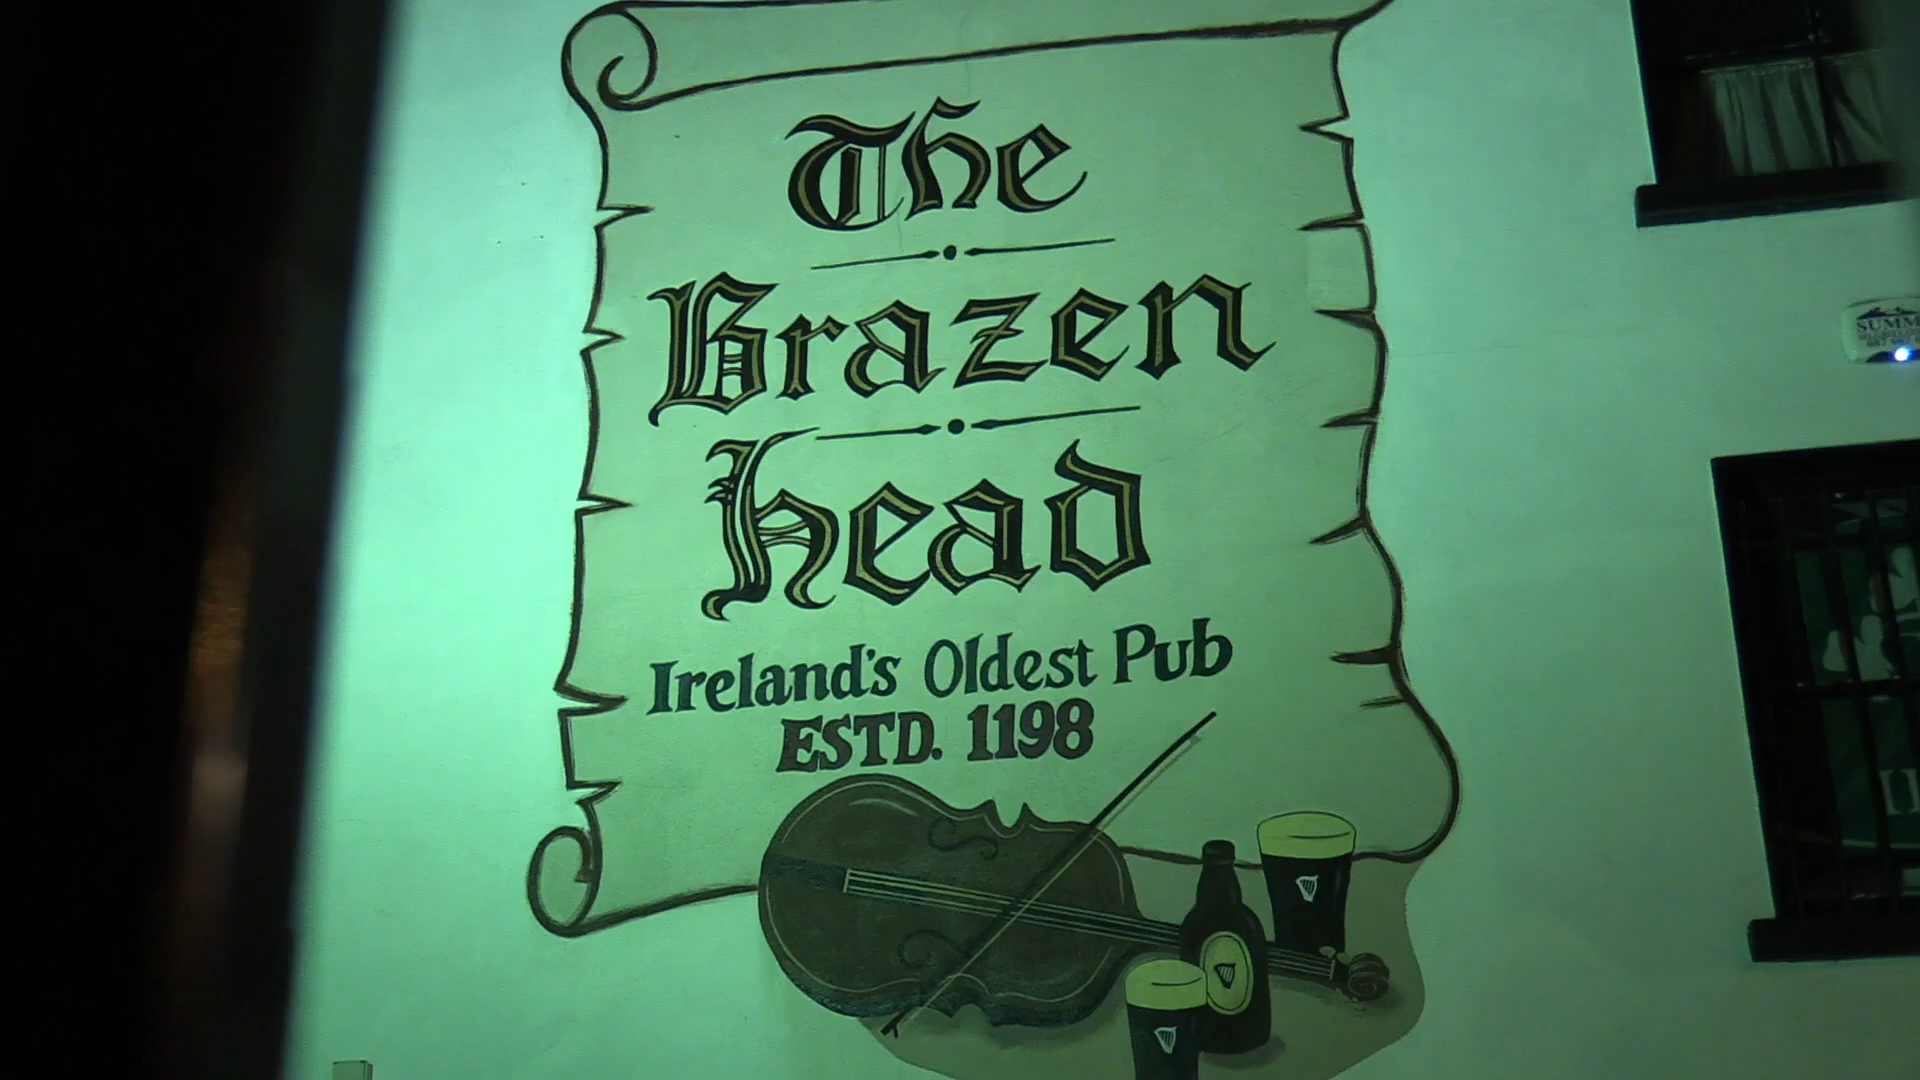 The
Brazen
head
Ireland's Oldest Pub
ESTD. 1198